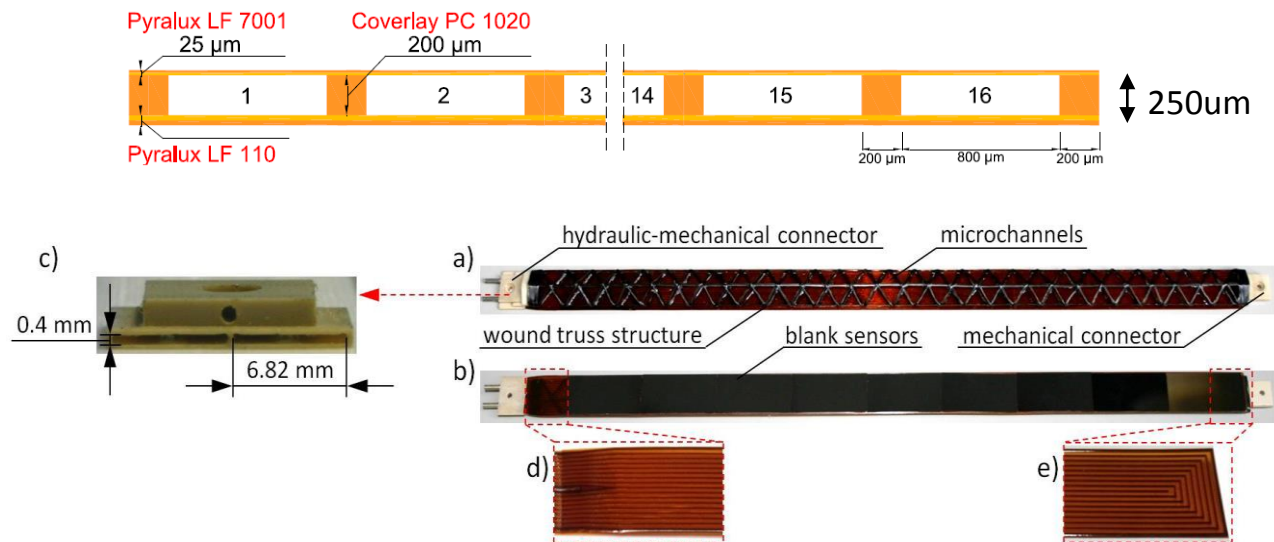 Pyralux LF 7001
Coverlay PC 1020
25 µm
200 µm
1
2
3
14
15
16
250um
Pyralux LF 110
200 µm
800 µm
200 µm
hydraulic-mechanical connector
microchannels
c)
a)
0.4 mm
wound truss structure
blank sensors
mechanical connector
6.82 mm
b)
d)
e)